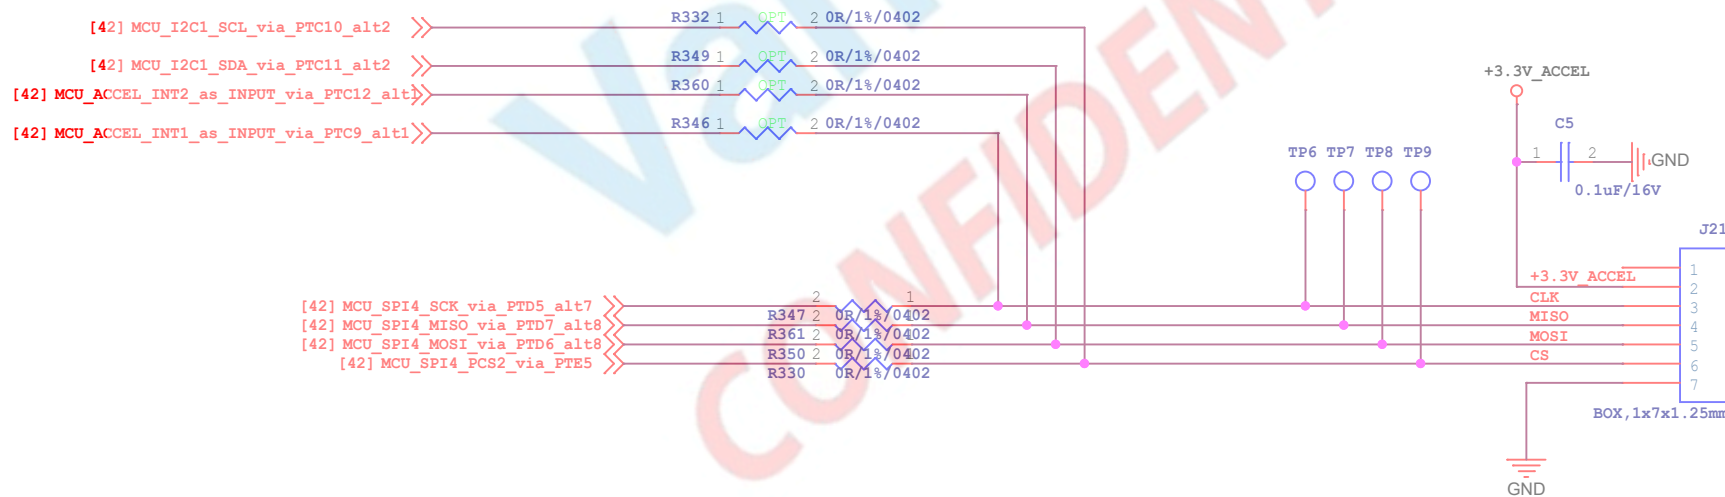 R332 1 OPT 2 0R/1%/0402
[42] MCU_I2C1_SCL_via_PTC10_alt2
R349 1 OPT 2 0R/1%/0402
[42] MCU_I2C1_SDA_via_PTC11_alt2
R360 1 OPT 2 0R/1%/0402
[42] MCU_ACCEL_INT2_as_INPUT_via_PTC12_alt1
R346 1 OPT 2 0R/1%/0402
[42] MCU_ACCEL_INT1_as_INPUT_via_PTC9_alt1
+3.3V_ACCEL
C5
1 2
GND
0.1uF/16V
TP6 TP7 TP8 TP9
J21
+3.3V_ACCEL
1
2
CLK
3
MISO
4
MOSI
5
CS
6
7
BOX,1x7x1.25mm
GND
2 1
[42] MCU_SPI4_SCK_via_PTD5_alt7
R347 2 0R/1%/0402
[42] MCU_SPI4_MISO_via_PTD7_alt8
R361 2 0R/1%/0402
[42] MCU_SPI4_MOSI_via_PTD6_alt8
R350 2 0R/1%/0402
[42] MCU_SPI4_PCS2_via_PTE5
R330 0R/1%/0402